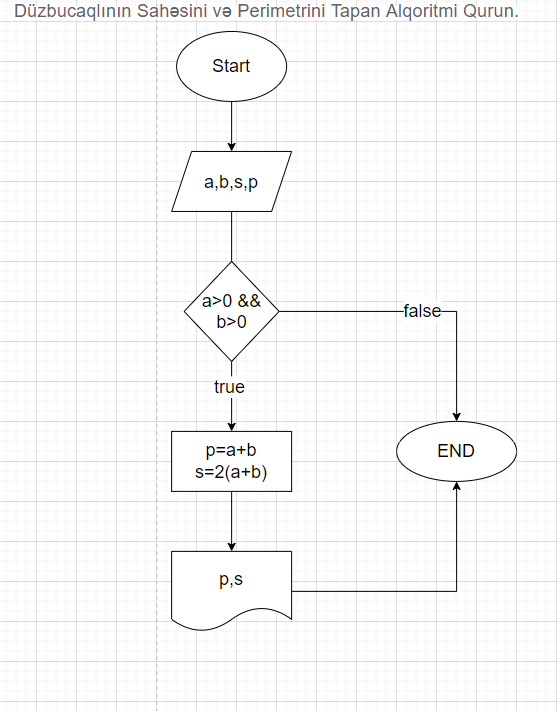 Düzbucaqlının Sahəsini və Perimetrini Tapan Alqoritmi Qurun.
Start
a,b,s,p
a>0 &&
b>0
false
true
p=a+b
s=2(a+b)
END
p,s